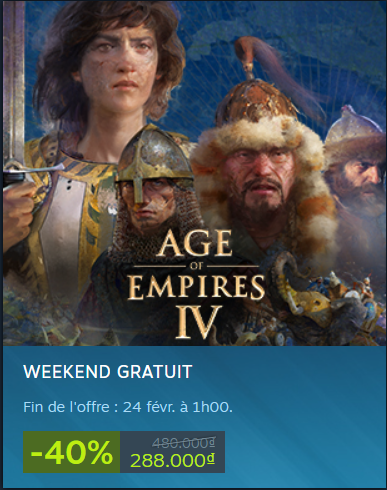 AGE
OF
EMPIRES
IV
WEEKEND GRATUIT
Fin de l'offre : 24 févr. à 1h00.
-40%
480.000₫
288.000₫